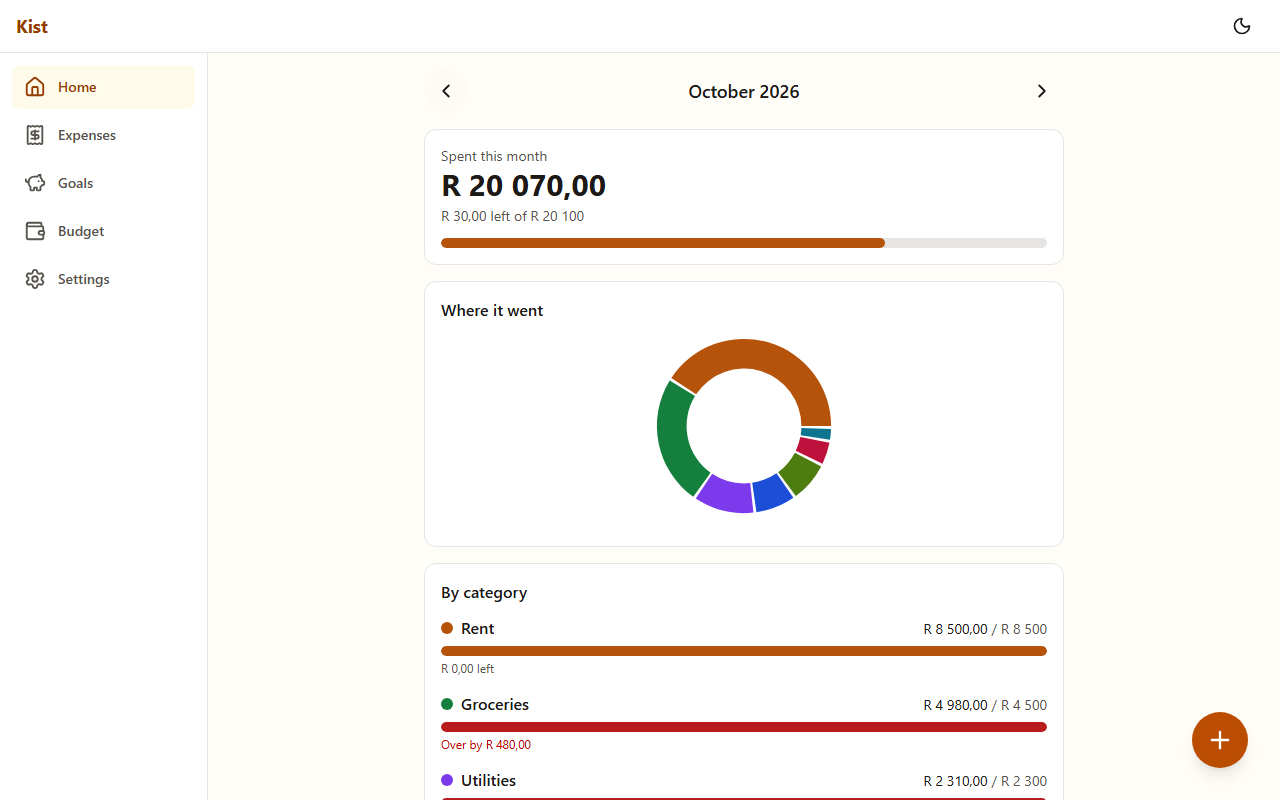 Kist
Home
Expenses
Goals
Budget
Settings
October 2026
Spent this month
R 20 070,00
R 30,00 left of R 20 100
Where it went
By category
Rent
R 8 500,00 / R 8 500
R 0,00 left
Groceries
R 4 980,00 / R 4 500
Over by R 480,00
Utilities
R 2 310,00 / R 2 300